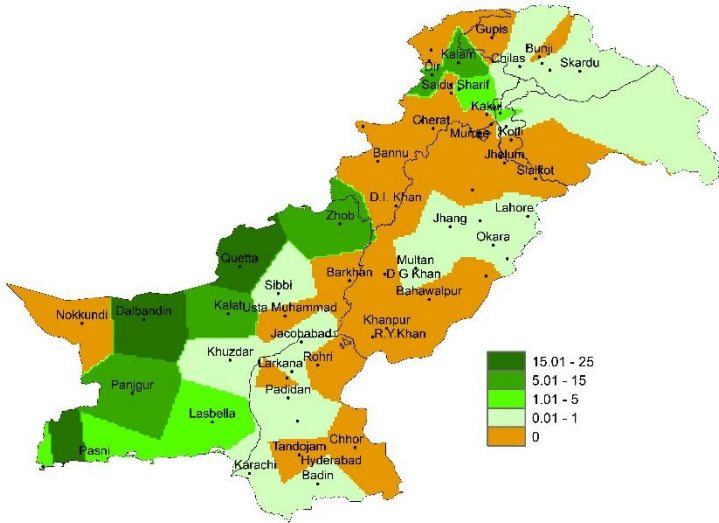 Gupis
Kalam
Bunji
Chilas
Skardu
Dir
Saidu Sharif
Kakul
Cherat
Murree
Kotli
Jhelum
Bannu
Sialkot
D.I. Khan
Zhob
Lahore
Jhang
Okara
Quetta
Multan
Barkhan
D G Khan
Sibbi
Bahawalpur
Nokkundi
Dalbandin
Kalat
Usta Muhammad
Khanpur
R.Y.Khan
Jacobabad
Khuzdar
Larkana
Rohri
Panjgur
Padidan
Lasbella
Chhor
Pasni
Tandojam
Hyderabad
Karachi
Badin
15.01 - 25
5.01 - 15
1.01 - 5
0.01 - 1
0